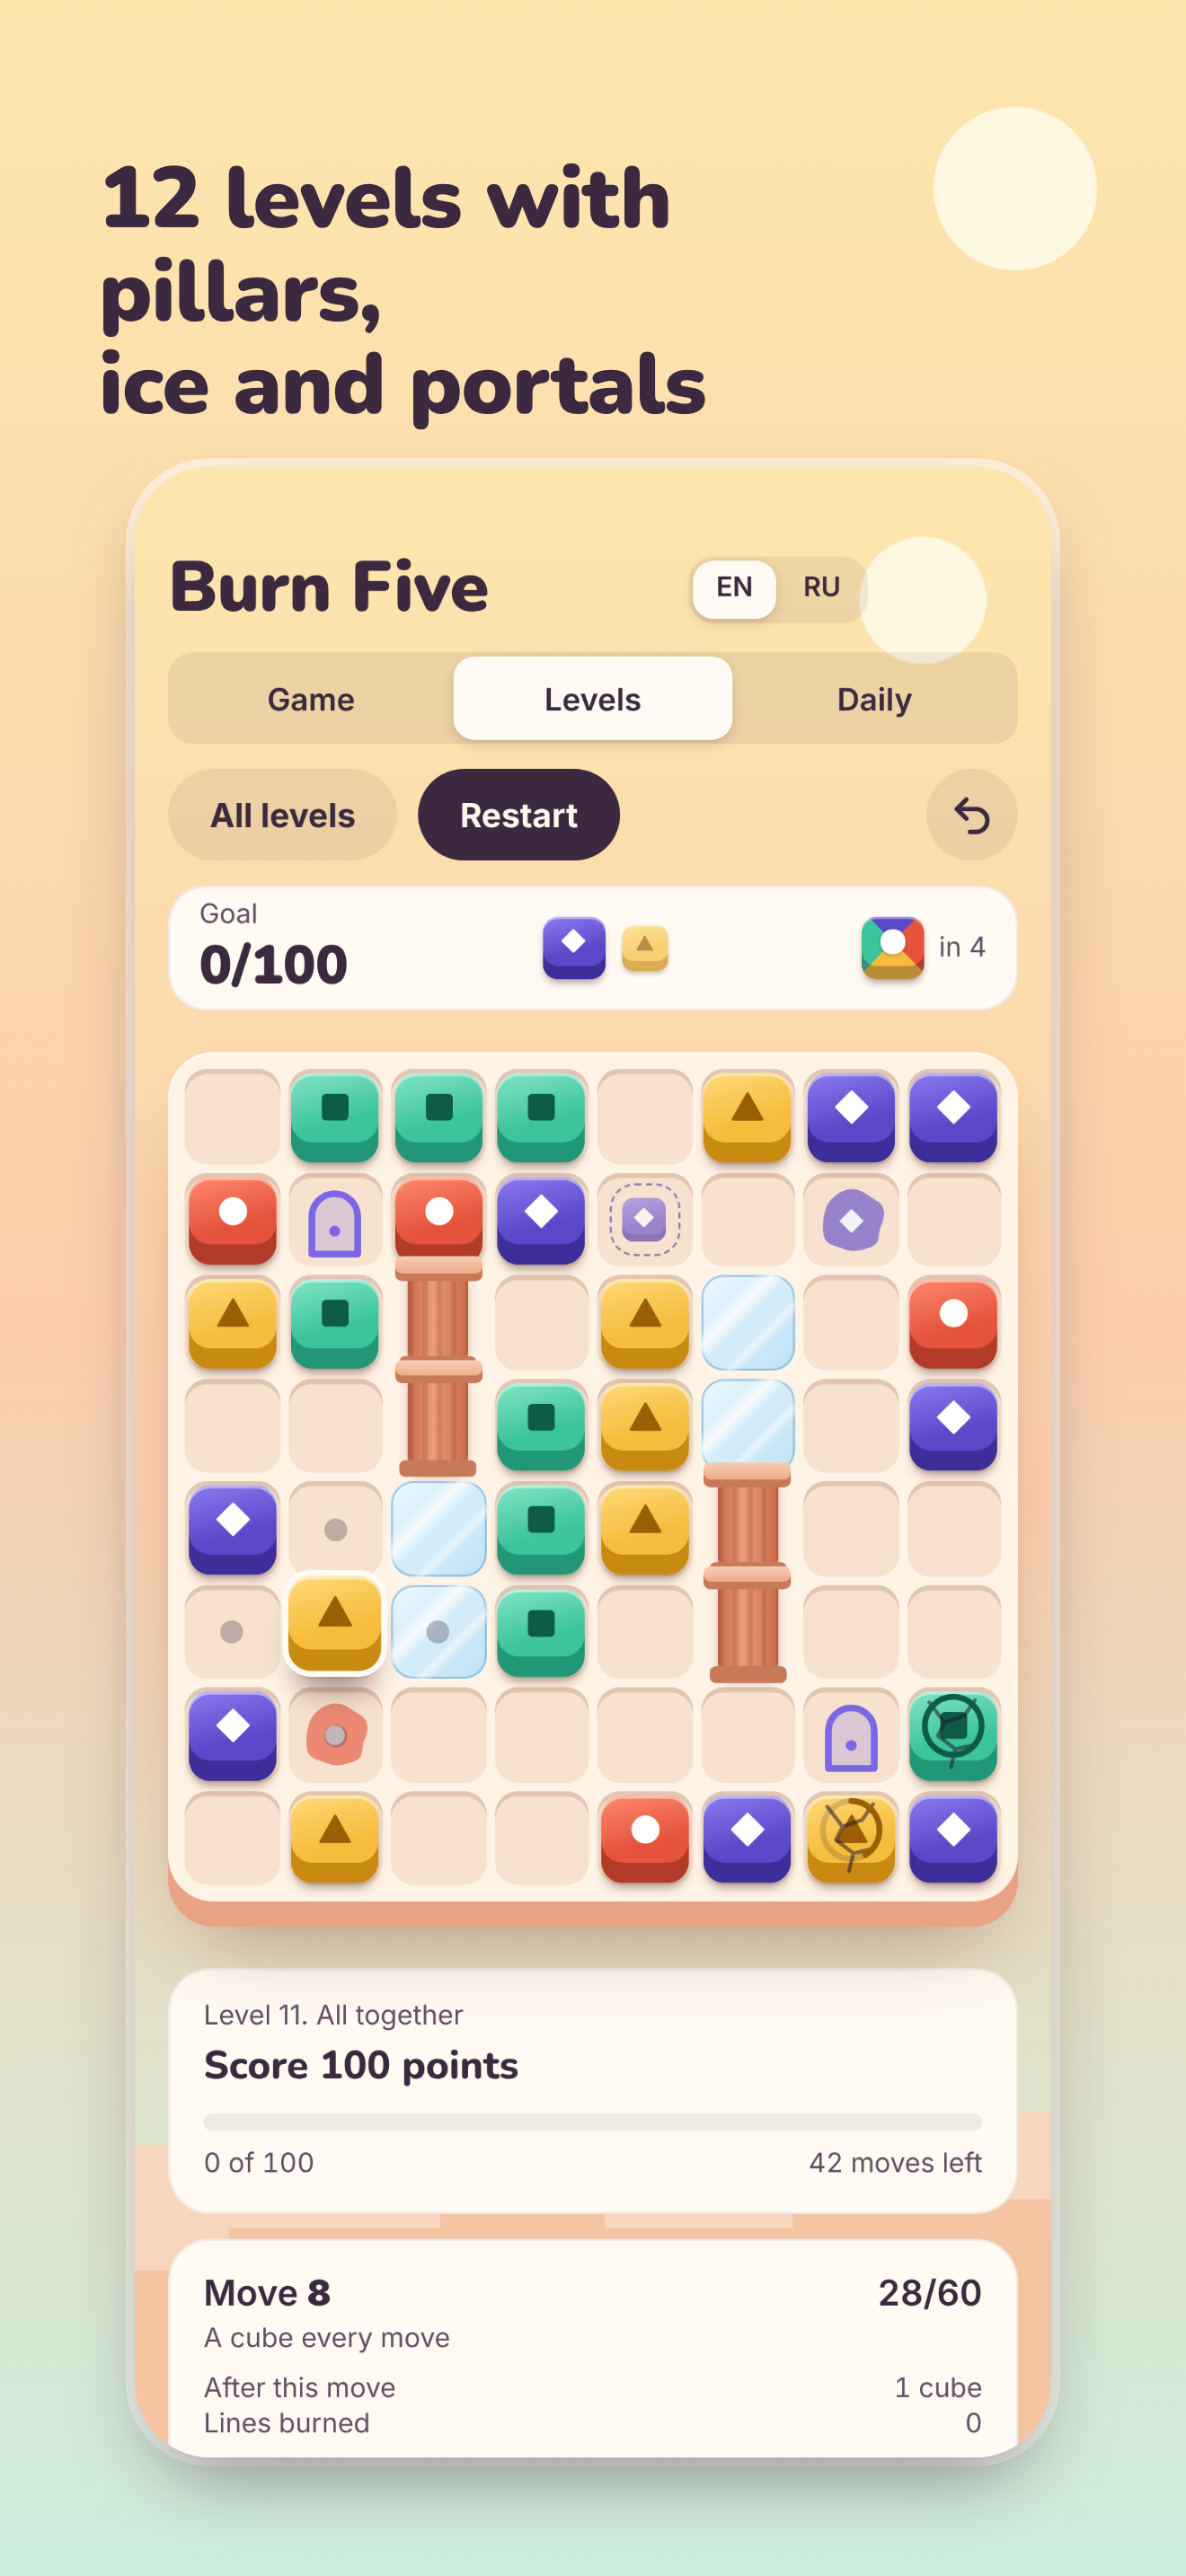 12 levels with
pillars,
ice and portals
Burn Five
EN RU
Game Levels Daily
All levels Restart
Goal
0/100
in 4
Level 11. All together
Score 100 points
0 of 100 42 moves left
Move 8 28/60
A cube every move
After this move 1 cube
Lines burned 0